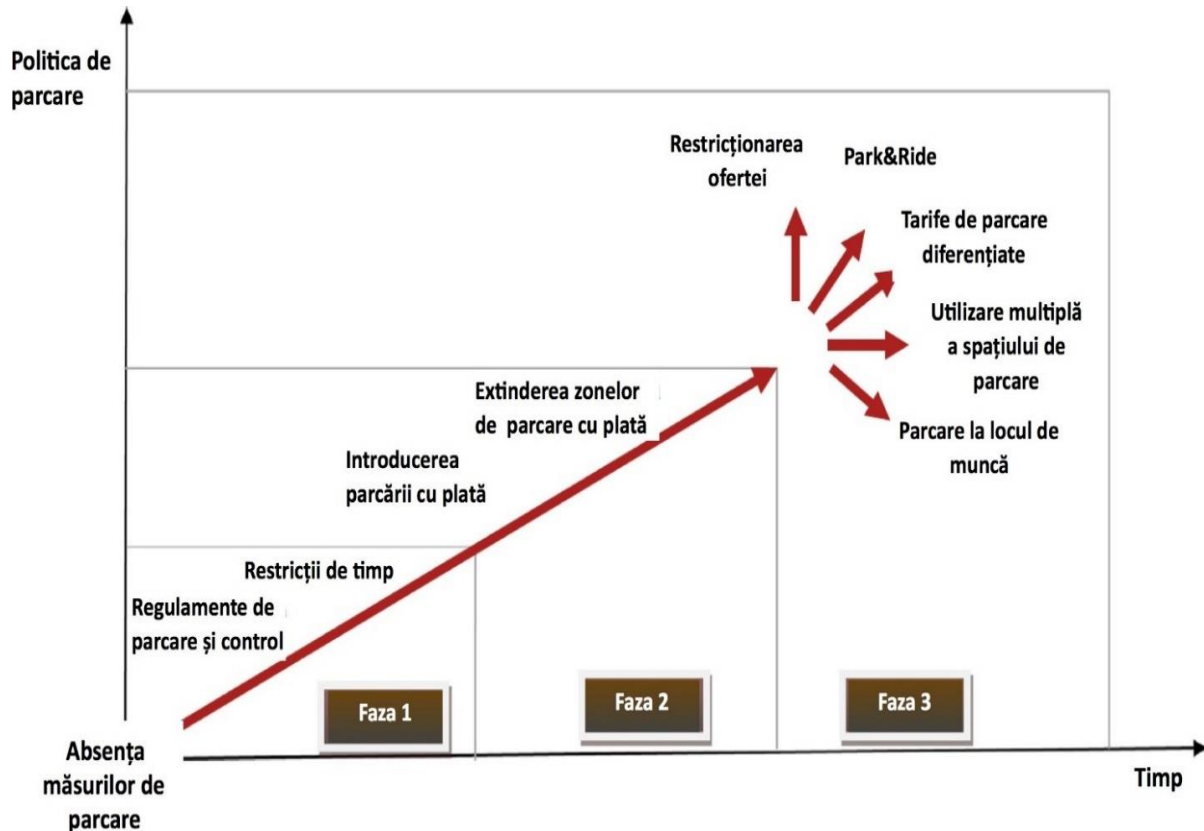 Politica de
parcare
Restricționarea
ofertei
Park&Ride
Tarife de parcare
diferențiate
Utilizare multiplă
a spațiului de
parcare
Parcare la locul de
muncă
Extinderea zonelor
de parcare cu plată
Introducerea
parcării cu plată
Restricții de timp
Regulamente de
parcare și control
Faza 1
Faza 2
Faza 3
Absența
măsurilor de
parcare
Timp